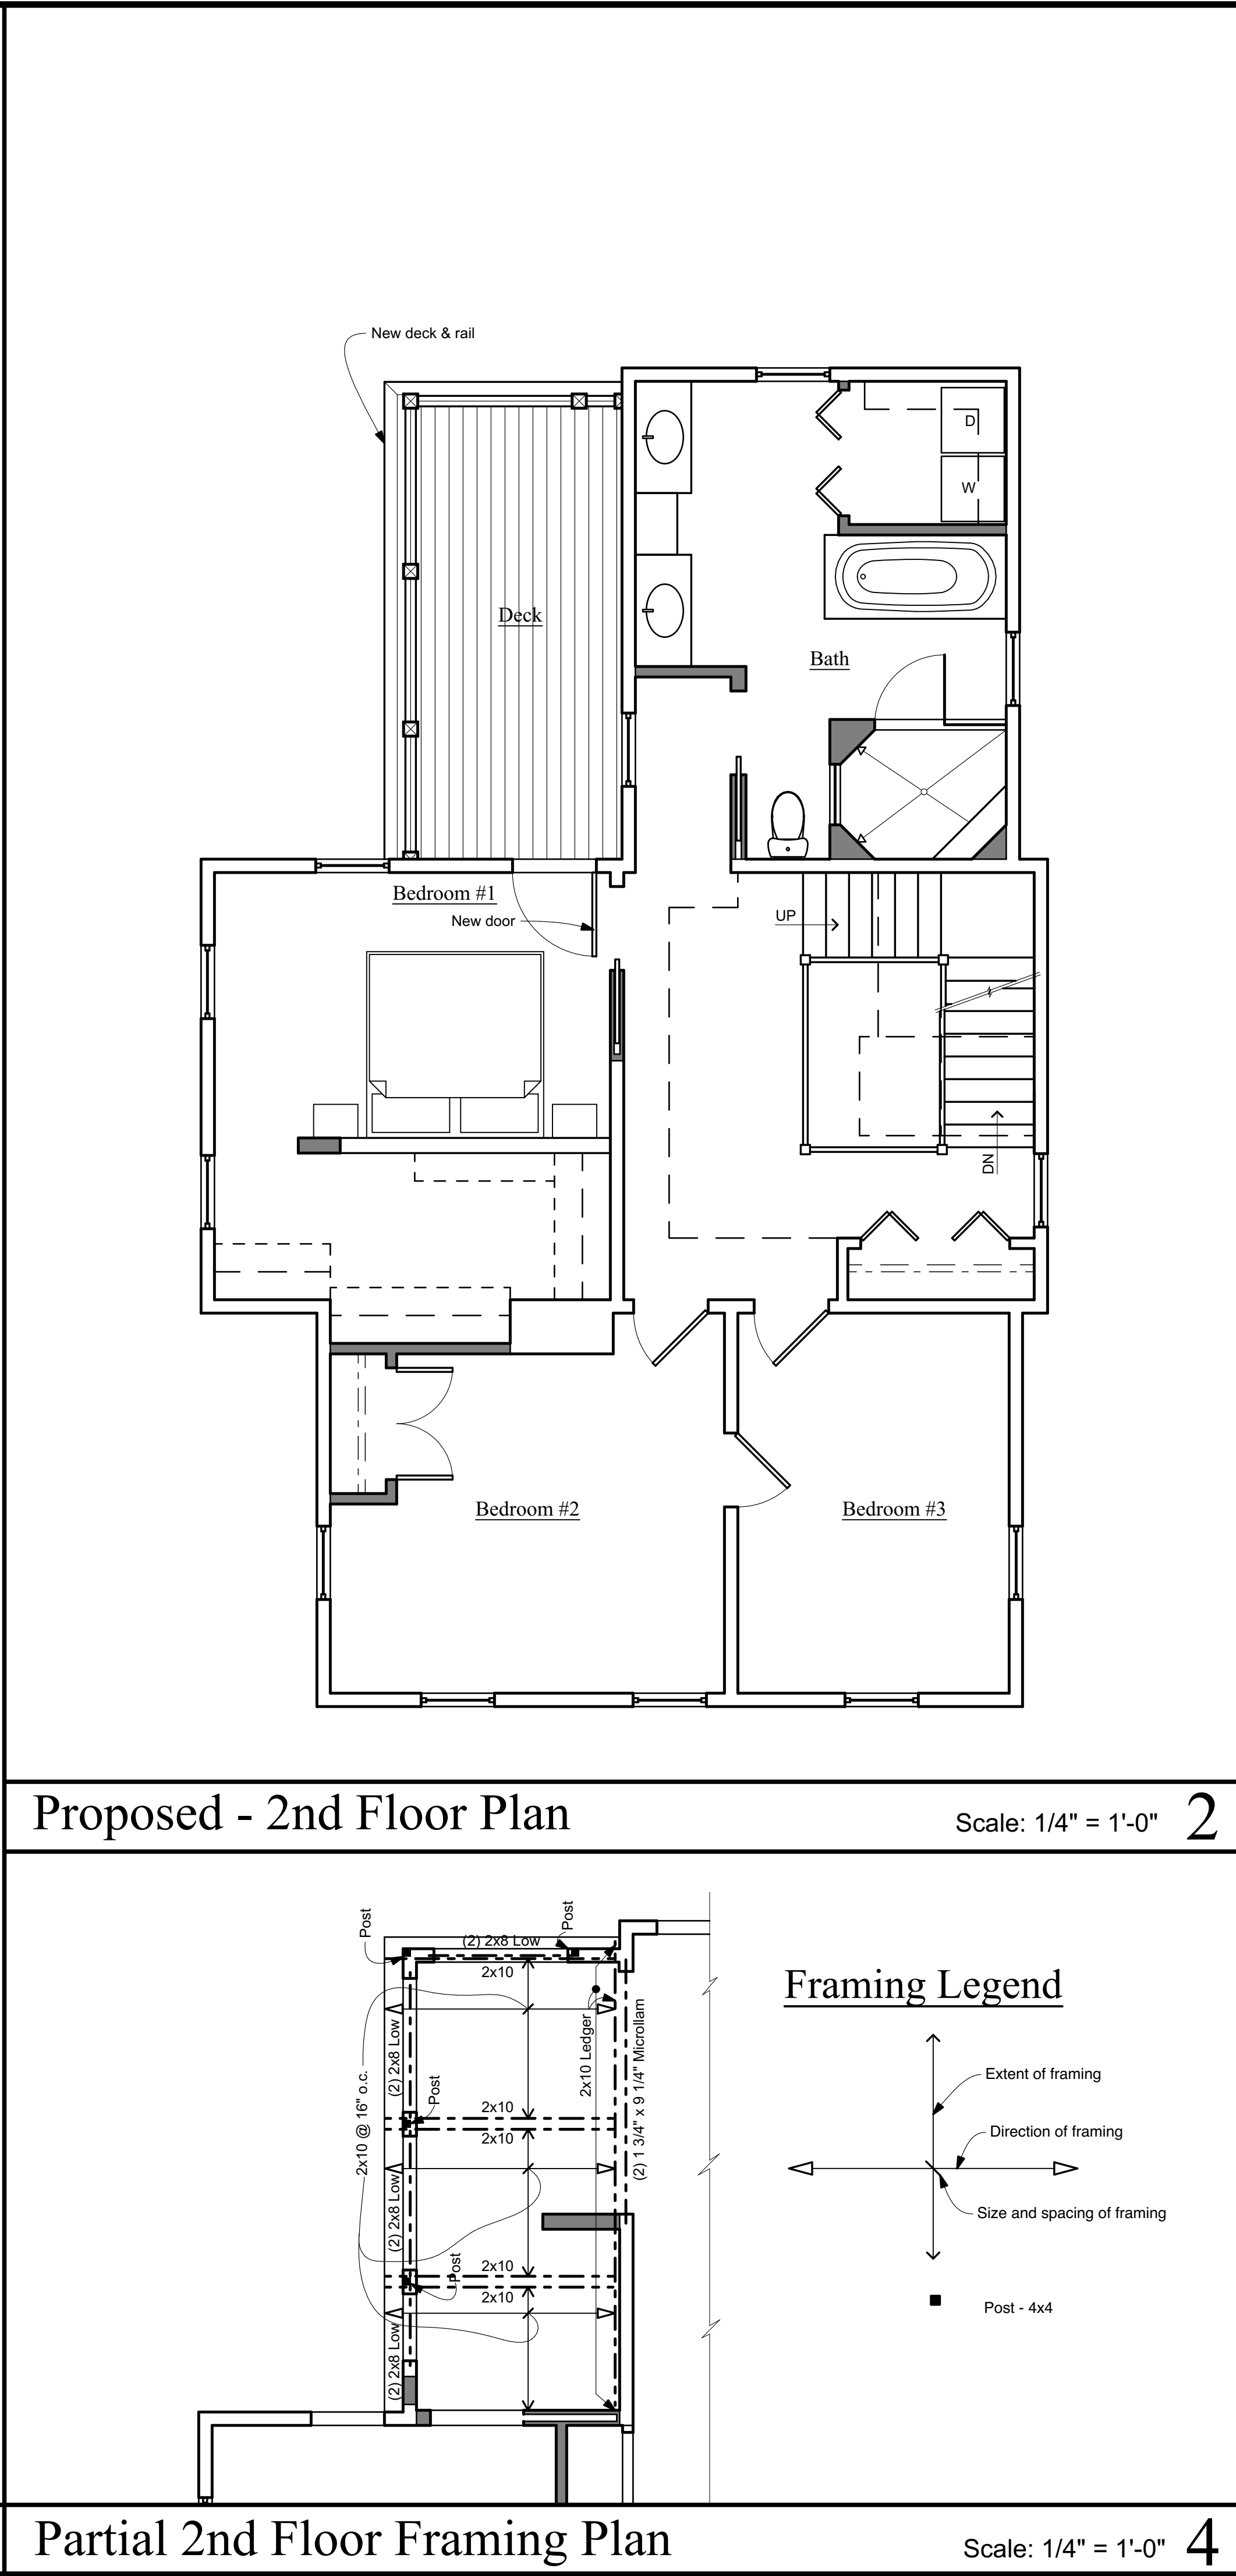 New deck & rail
D
W
Deck
Bath
Bedroom #1
New door
UP
DN
Bedroom #2
Bedroom #3
Proposed - 2nd Floor Plan
Scale: 1/4" = 1'-0"
2
Post
Post
(2) 2x8 Low
2x10
(2) 2x8 Low
2x10 @ 16" o.c.
Post
2x10 Ledger
(2) 1 3/4" x 9 1/4" Microllam
2x10
2x10
(2) 2x8 Low
Post
2x10
2x10
(2) 2x8 Low
Framing Legend
Extent of framing
Direction of framing
Size and spacing of framing
Post - 4x4
Partial 2nd Floor Framing Plan
Scale: 1/4" = 1'-0"
4